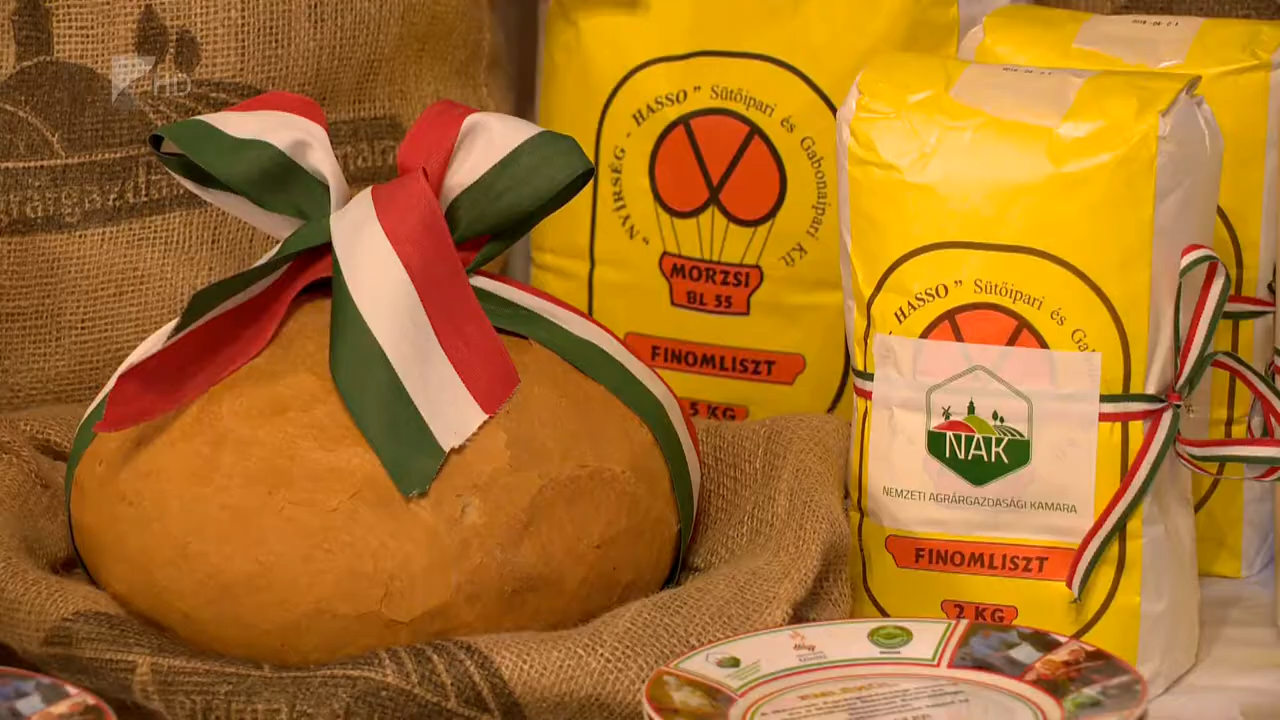 HD
„NYÍRSÉG - HASSO” Sütőipari és Gabonaipari Kft
MORZSI
BL 55
FINOMLISZT
5 KG
HASSO” Sütőipari és Ga
NAK
NEMZETI AGRÁRGAZDASÁGI KAMARA
FINOMLISZT
2 KG